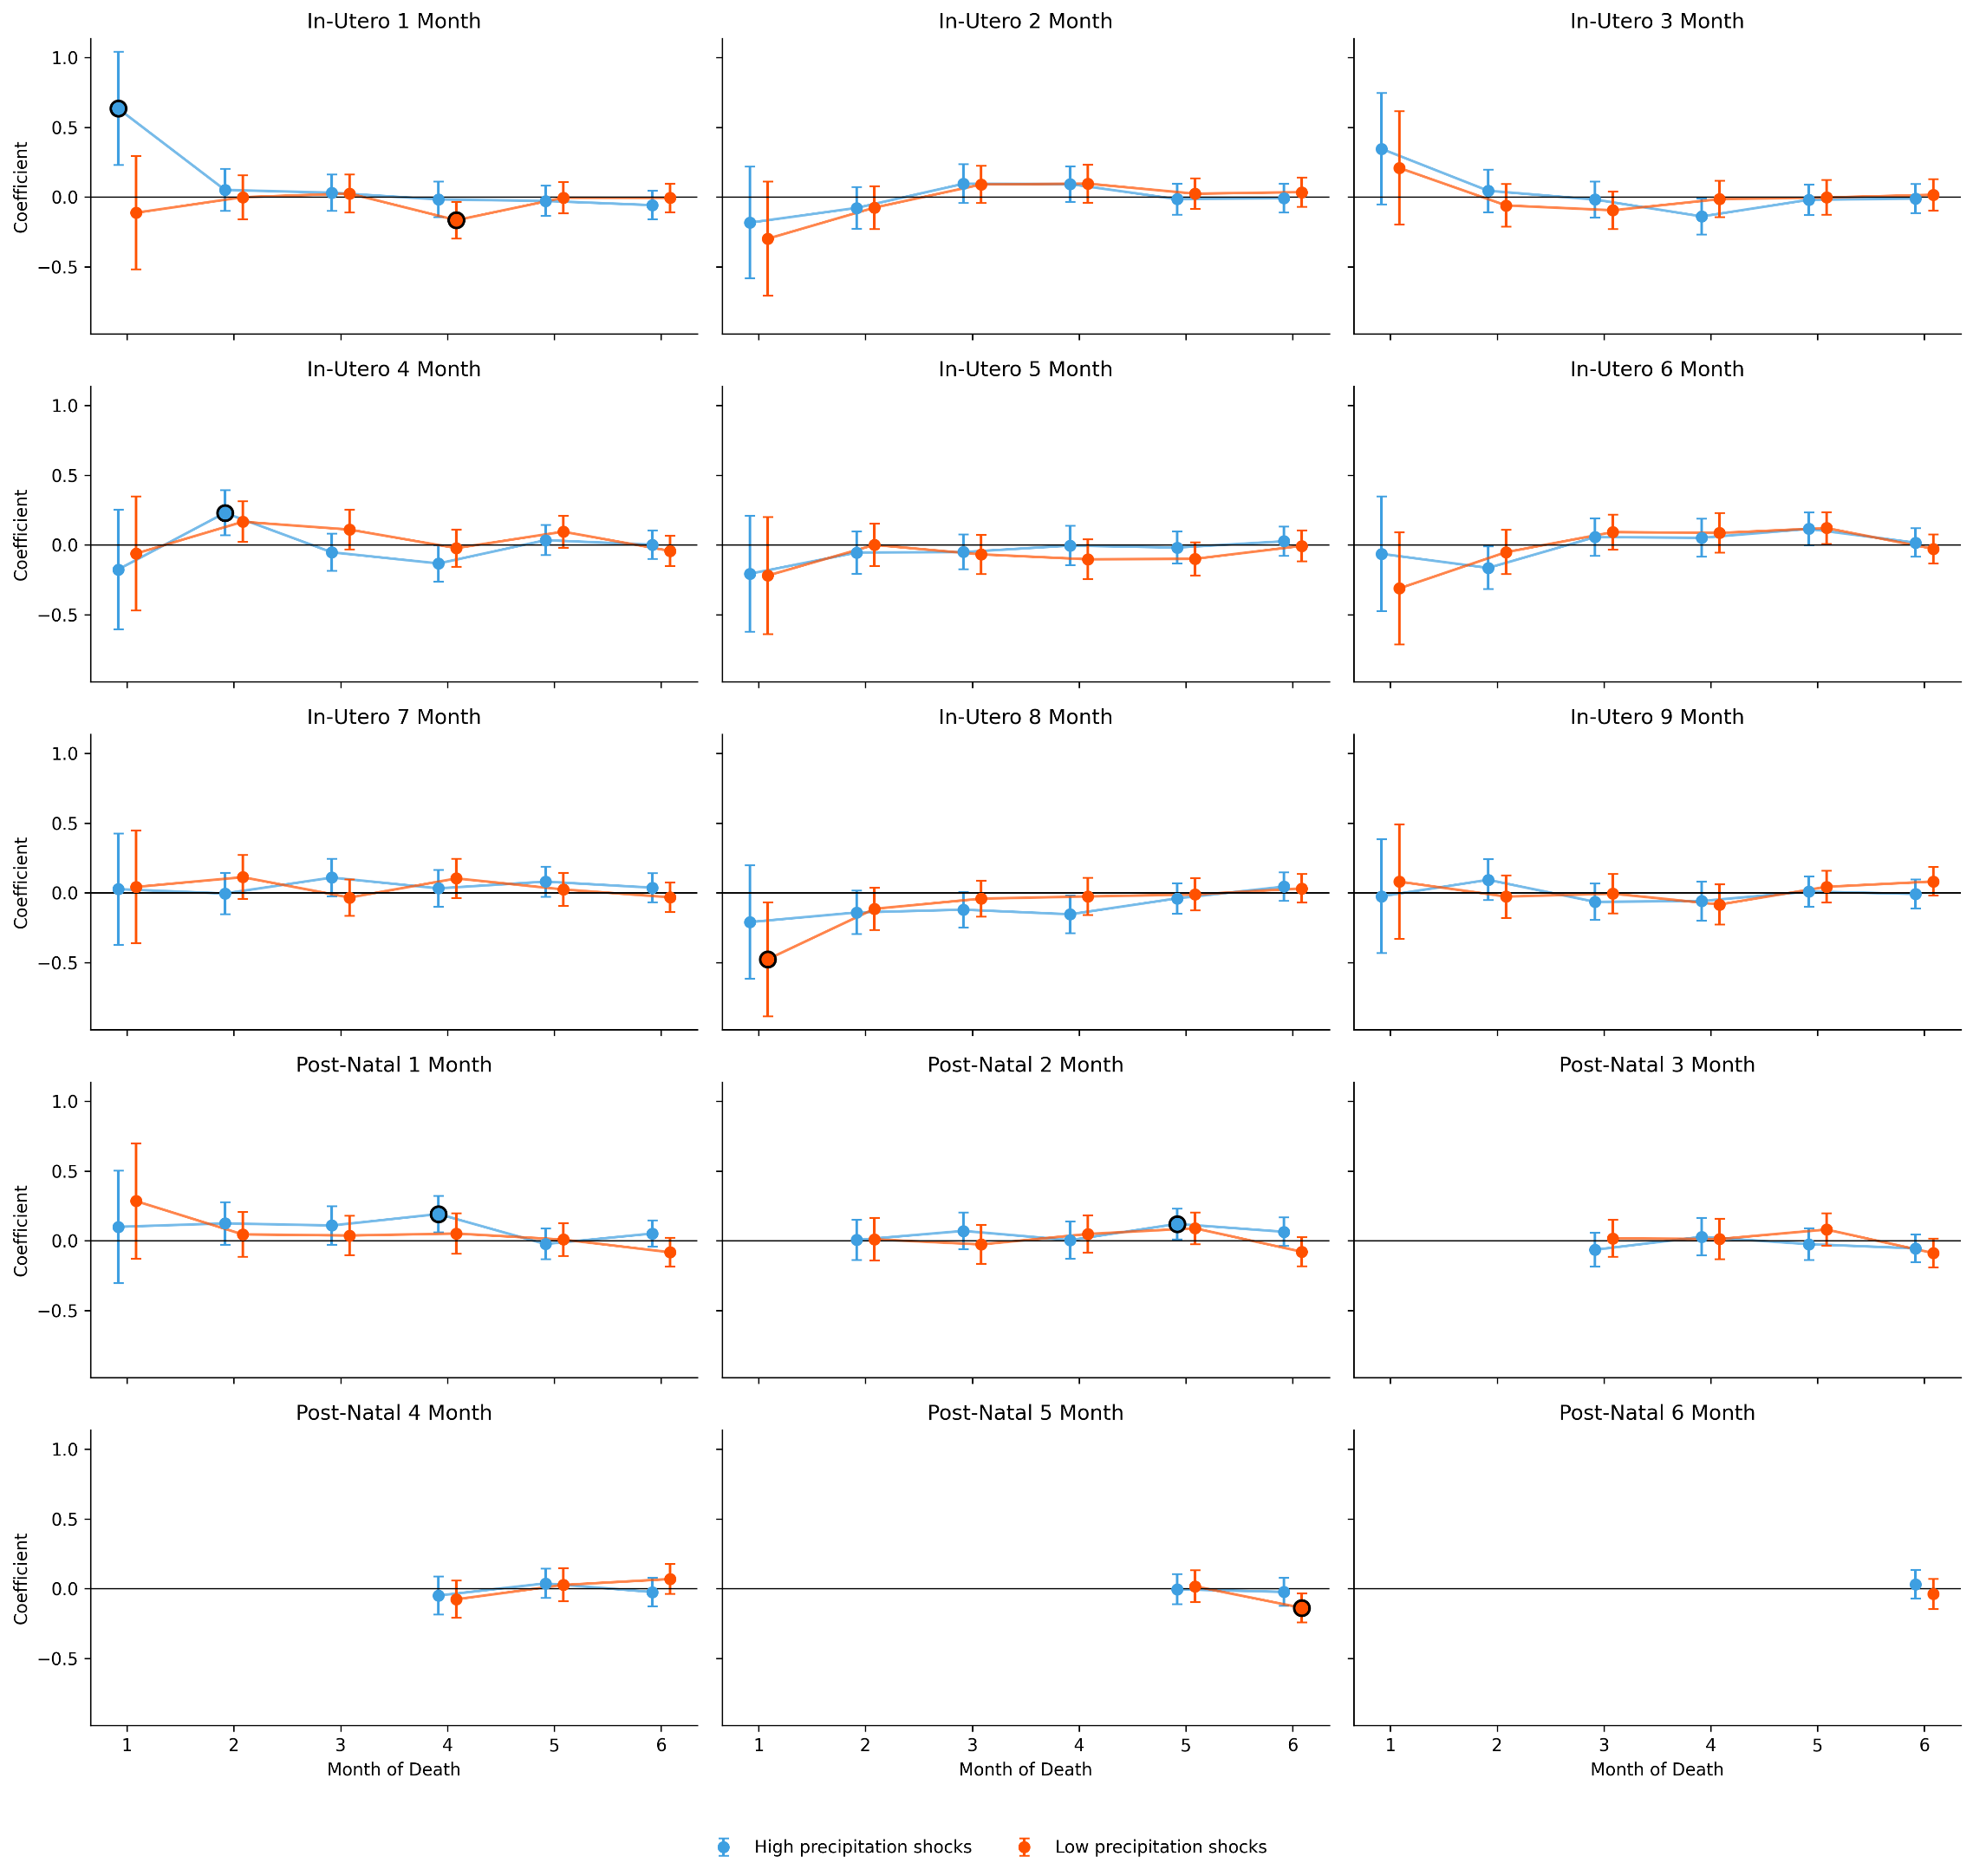 In-Utero 1 Month
In-Utero 2 Month
In-Utero 3 Month
Coefficient
1.0
0.5
0.0
−0.5
In-Utero 4 Month
In-Utero 5 Month
In-Utero 6 Month
Coefficient
1.0
0.5
0.0
−0.5
In-Utero 7 Month
In-Utero 8 Month
In-Utero 9 Month
Coefficient
1.0
0.5
0.0
−0.5
Post-Natal 1 Month
Post-Natal 2 Month
Post-Natal 3 Month
Coefficient
1.0
0.5
0.0
−0.5
Post-Natal 4 Month
Post-Natal 5 Month
Post-Natal 6 Month
Coefficient
1.0
0.5
0.0
−0.5
1 2 3 4 5 6
1 2 3 4 5 6
1 2 3 4 5 6
Month of Death
Month of Death
Month of Death
High precipitation shocks
Low precipitation shocks